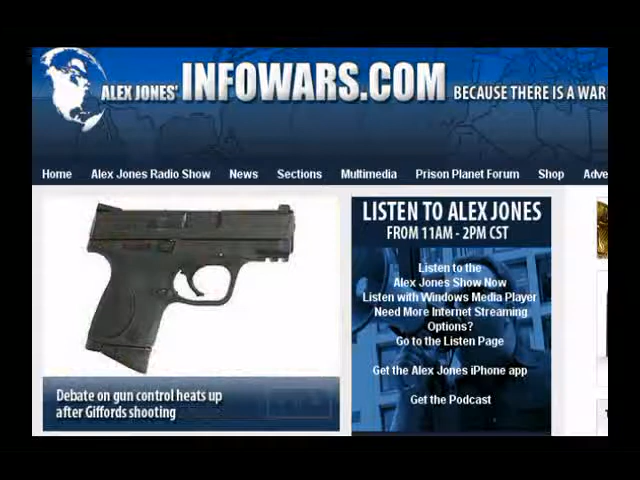 ALEX JONES' INFOWARS.COM BECAUSE THERE IS A WAR
Home Alex Jones Radio Show News Sections Multimedia Prison Planet Forum Shop Adve
LISTEN TO ALEX JONES
FROM 11AM - 2PM CST
Listen to the
Alex Jones Show Now
Listen with Windows Media Player
Need More Internet Streaming
Options?
Go to the Listen Page
Get the Alex Jones iPhone app
Get the Podcast
Debate on gun control heats up
after Giffords shooting